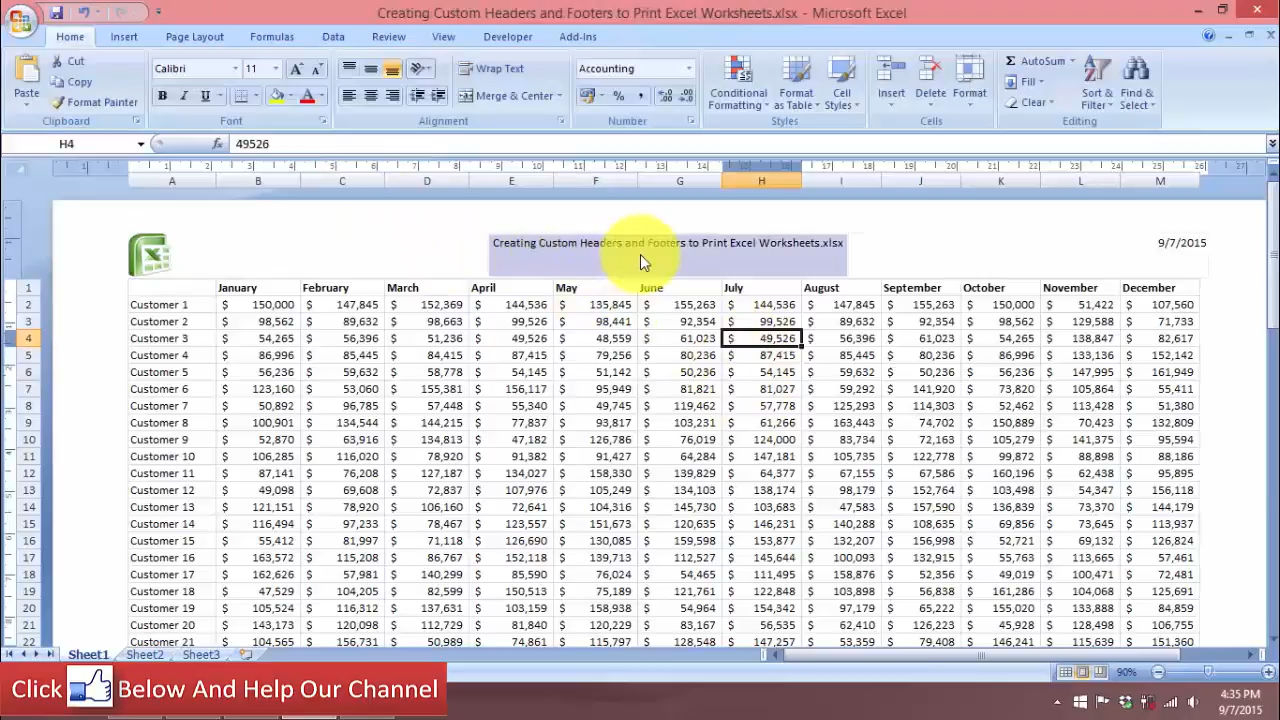 Creating Custom Headers and Footers to Print Excel Worksheets.xlsx - Microsoft Excel
Home Insert Page Layout Formulas Data Review View Developer Add-Ins
Paste Cut Copy Format Painter Clipboard
Calibri 11 B I U A A A Font
Wrap Text Merge & Center Alignment
Accounting % , Number
Conditional Formatting Format as Table Cell Styles Styles
Insert Delete Format Cells
Σ AutoSum Fill Clear Sort & Filter Find & Select Editing
H4 fx 49526
A B C D E F G H I J K L M
Creating Custom Headers and Footers to Print Excel Worksheets.xlsx 9/7/2015
1 January February March April May June July August September October November December
2 Customer 1 $ 150,000 $ 147,845 $ 152,369 $ 144,536 $ 135,845 $ 155,263 $ 144,536 $ 147,845 $ 155,263 $ 150,000 $ 51,422 $ 107,560
3 Customer 2 $ 98,562 $ 89,632 $ 98,663 $ 99,526 $ 98,441 $ 92,354 $ 99,526 $ 89,632 $ 92,354 $ 98,562 $ 129,588 $ 71,733
4 Customer 3 $ 54,265 $ 56,396 $ 51,236 $ 49,526 $ 48,559 $ 61,023 $ 49,526 $ 56,396 $ 61,023 $ 54,265 $ 138,847 $ 82,617
5 Customer 4 $ 86,996 $ 85,445 $ 84,415 $ 87,415 $ 79,256 $ 80,236 $ 87,415 $ 85,445 $ 80,236 $ 86,996 $ 133,136 $ 152,142
6 Customer 5 $ 56,236 $ 59,632 $ 58,778 $ 54,145 $ 51,142 $ 50,236 $ 54,145 $ 59,632 $ 50,236 $ 56,236 $ 147,995 $ 161,949
7 Customer 6 $ 123,160 $ 53,060 $ 155,381 $ 156,117 $ 95,949 $ 81,821 $ 81,027 $ 59,292 $ 141,920 $ 73,820 $ 105,864 $ 55,411
8 Customer 7 $ 50,892 $ 96,785 $ 57,448 $ 55,340 $ 49,745 $ 119,462 $ 57,778 $ 125,293 $ 114,303 $ 52,462 $ 113,428 $ 51,380
9 Customer 8 $ 100,901 $ 134,544 $ 154,215 $ 77,837 $ 93,817 $ 103,231 $ 61,266 $ 163,443 $ 74,702 $ 150,889 $ 70,423 $ 132,809
10 Customer 9 $ 52,870 $ 63,916 $ 134,813 $ 47,182 $ 126,786 $ 76,019 $ 124,000 $ 83,734 $ 72,163 $ 105,279 $ 141,375 $ 95,594
11 Customer 10 $ 106,285 $ 116,020 $ 78,920 $ 91,382 $ 91,427 $ 64,284 $ 147,181 $ 105,735 $ 122,778 $ 99,872 $ 88,898 $ 88,186
12 Customer 11 $ 87,141 $ 76,208 $ 127,187 $ 134,027 $ 158,330 $ 139,829 $ 64,377 $ 67,155 $ 67,586 $ 160,196 $ 62,438 $ 95,895
13 Customer 12 $ 49,098 $ 69,608 $ 72,837 $ 107,976 $ 105,249 $ 134,103 $ 138,174 $ 98,179 $ 152,764 $ 163,928 $ 54,347 $ 156,118
14 Customer 13 $ 121,151 $ 78,920 $ 106,160 $ 72,641 $ 104,316 $ 145,730 $ 103,683 $ 47,583 $ 157,590 $ 136,839 $ 73,370 $ 144,179
15 Customer 14 $ 116,494 $ 97,233 $ 78,467 $ 123,557 $ 151,673 $ 120,635 $ 146,231 $ 140,288 $ 108,635 $ 69,856 $ 73,645 $ 113,937
16 Customer 15 $ 55,412 $ 81,997 $ 71,118 $ 126,690 $ 130,085 $ 159,598 $ 153,877 $ 132,207 $ 156,998 $ 52,721 $ 69,132 $ 126,824
17 Customer 16 $ 163,572 $ 115,208 $ 86,767 $ 152,118 $ 139,713 $ 112,527 $ 145,644 $ 100,093 $ 132,915 $ 55,763 $ 113,665 $ 57,461
18 Customer 17 $ 162,626 $ 57,981 $ 140,299 $ 85,590 $ 76,024 $ 54,465 $ 111,495 $ 158,876 $ 52,356 $ 49,019 $ 100,471 $ 72,481
19 Customer 18 $ 47,529 $ 106,382 $ 82,599 $ 150,513 $ 75,189 $ 121,761 $ 122,848 $ 103,898 $ 56,838 $ 161,286 $ 104,068 $ 125,691
20 Customer 19 $ 105,524 $ 116,312 $ 137,631 $ 103,159 $ 158,938 $ 54,964 $ 154,342 $ 97,179 $ 65,222 $ 155,020 $ 133,888 $ 84,859
21 Customer 20 $ 143,173 $ 120,098 $ 112,729 $ 81,840 $ 120,229 $ 83,167 $ 56,535 $ 62,410 $ 126,236 $ 45,928 $ 128,498 $ 106,755
22 Customer 21 $ 104,565 $ 156,731 $ 50,989 $ 74,861 $ 115,797 $ 128,548 $ 147,257 $ 53,359 $ 79,408 $ 146,241 $ 115,639 $ 151,360
Sheet1 Sheet2 Sheet3
90%
Click Below And Help Our Channel
4:35 PM
9/7/2015